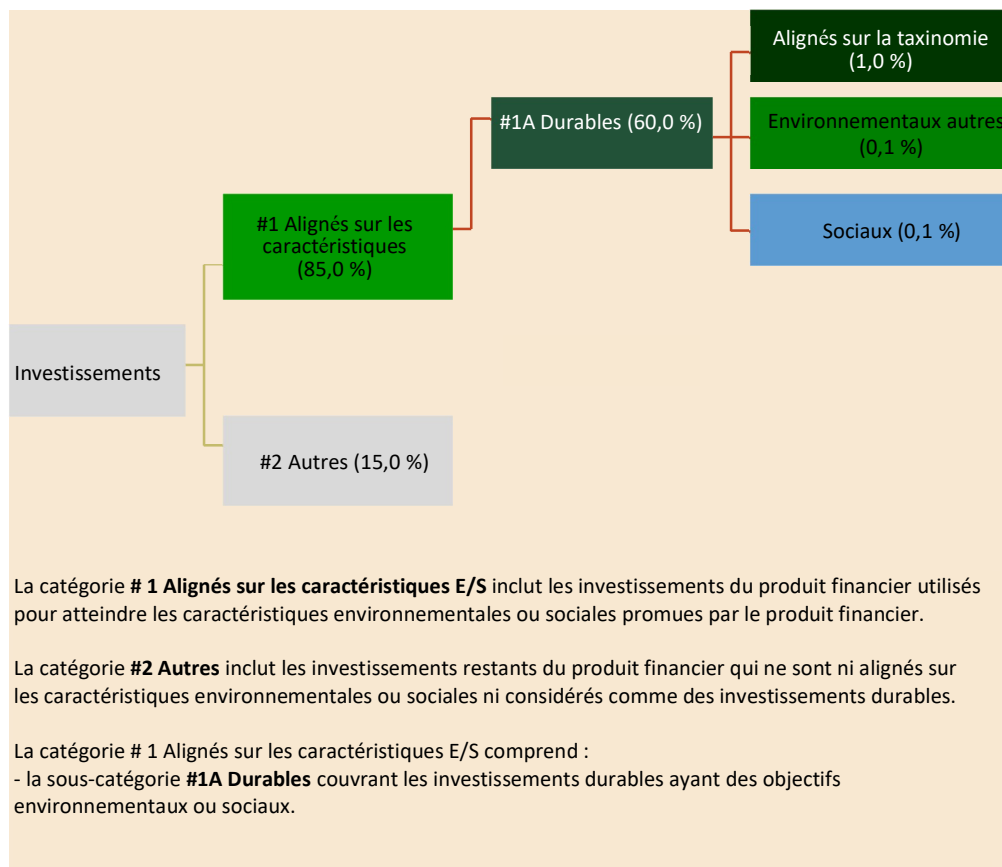 Alignés sur la taxinomie
(1,0 %)
#1A Durables (60,0 %)
Environnementaux autres
(0,1 %)
#1 Alignés sur les
caractéristiques
(85,0 %)
Sociaux (0,1 %)
Investissements
#2 Autres (15,0 %)
La catégorie # 1 Alignés sur les caractéristiques E/S inclut les investissements du produit financier utilisés
pour atteindre les caractéristiques environnementales ou sociales promues par le produit financier.
La catégorie #2 Autres inclut les investissements restants du produit financier qui ne sont ni alignés sur
les caractéristiques environnementales ou sociales ni considérés comme des investissements durables.
La catégorie # 1 Alignés sur les caractéristiques E/S comprend :
- la sous-catégorie #1A Durables couvrant les investissements durables ayant des objectifs
environnementaux ou sociaux.